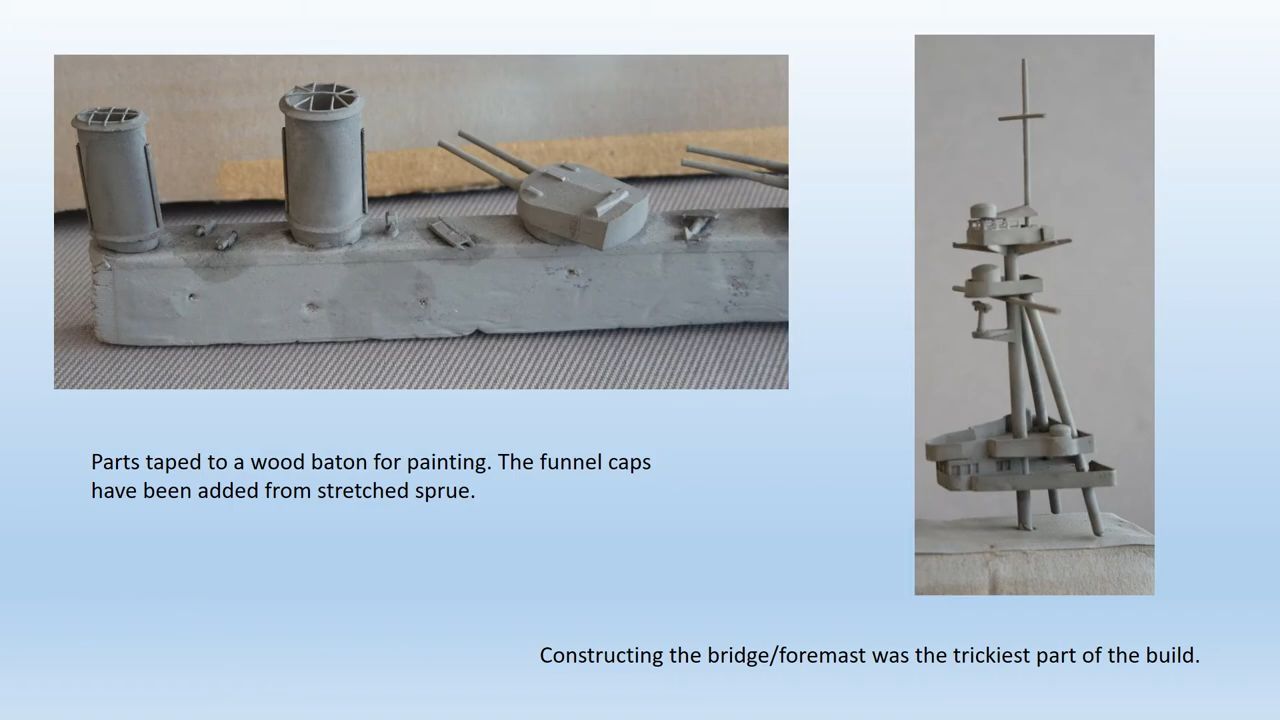 Parts taped to a wood baton for painting. The funnel caps
have been added from stretched sprue.
Constructing the bridge/foremast was the trickiest part of the build.